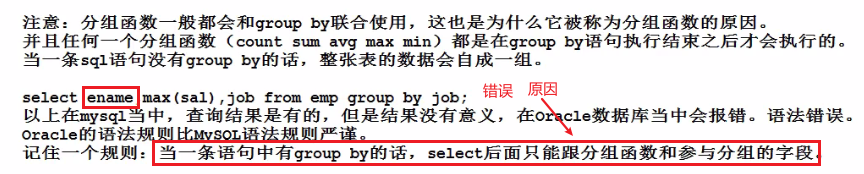 注意：分组函数一般都会和group by联合使用，这也是为什么它被称为分组函数的原因。
并且任何一个分组函数（count sum avg max min）都是在group by语句执行结束之后才会执行的。
当一条sql语句没有group by的话，整张表的数据会自成一组。
错误 原因
select ename,max(sal),job from emp group by job;
以上在mysql当中，查询结果是有的，但是结果没有意义，在Oracle数据库当中会报错。语法错误。
Oracle的语法规则比MySQL语法规则严谨。
记住一个规则：当一条语句中有group by的话，select后面只能跟分组函数和参与分组的字段。